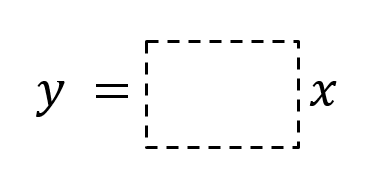 y = x